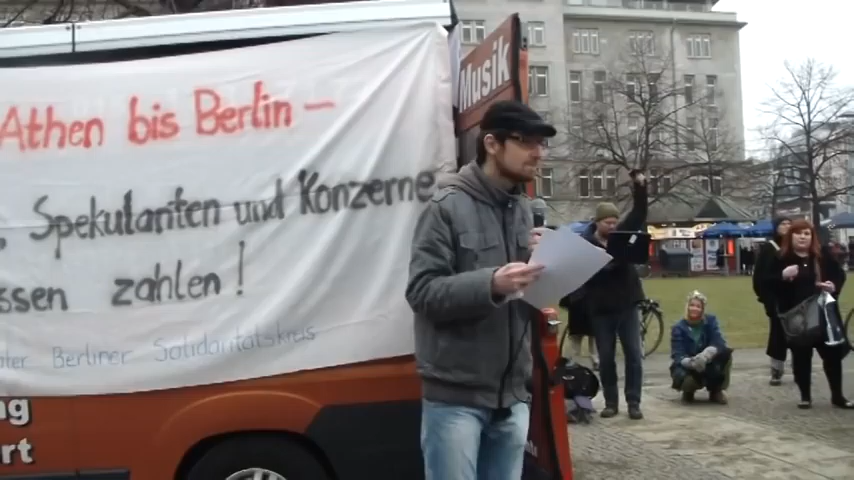 Athen bis Berlin –
Spekulanten und Konzerne
ssen zahlen!
Berliner Solidaritätskreis
Musik
ng
rt